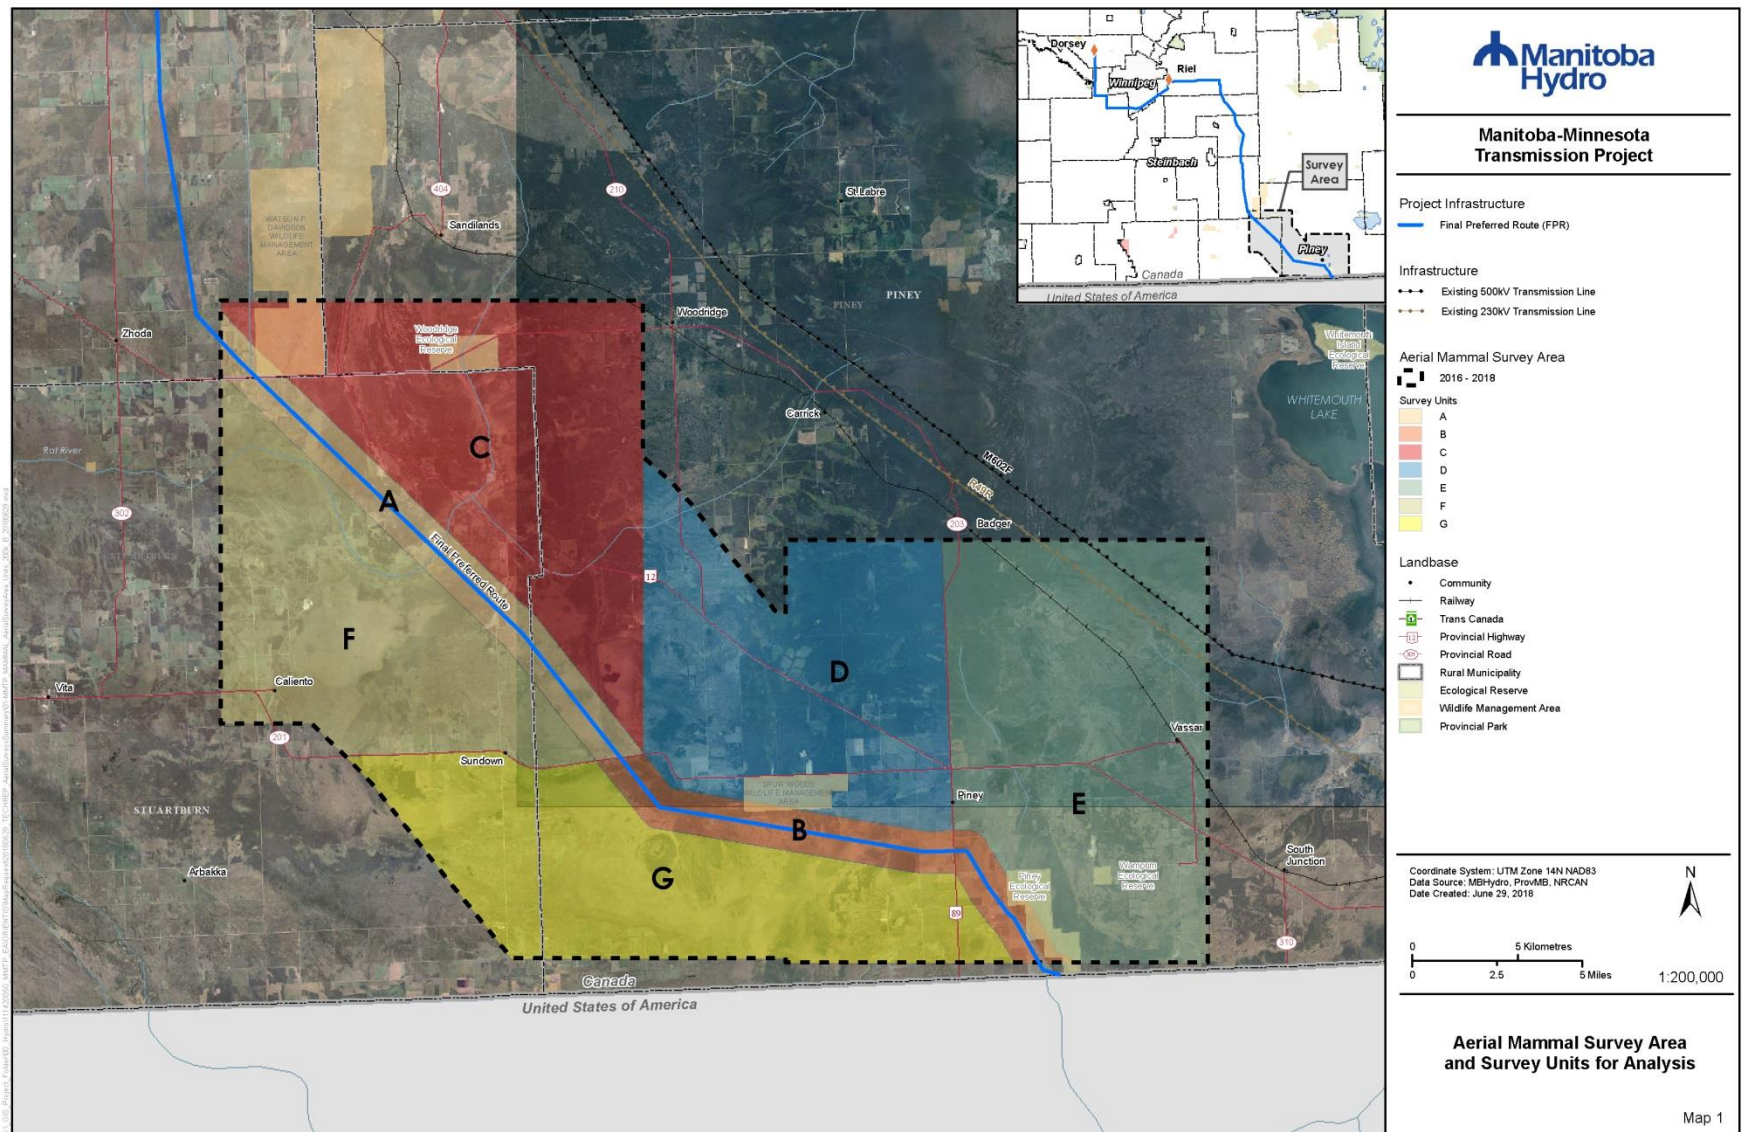 Dorsey
Riel
Winnipeg
Steinbach
Survey
Area
Piney
Canada
United States of America
404
210
St.Labre
Sandilands
WATSON P.
DAVIDSON
WILDLIFE
MANAGEMENT
AREA
PINEY
PINEY
Zhoda
Woodridge
Ecological
Reserve
Woodridge
Whitemouth
Island
Ecological
Reserve
WHITEMOUTH
LAKE
Carrick
C
Rat River
M602F
R49R
A
302
203
Badger
STUARTBURN
Final Preferred Route
12
F
D
Caliento
Vita
201
Vassar
Sundown
SPUR WOODS
WILDLIFE MANAGEMENT
AREA
Piney
STUARTBURN
B
E
South
Junction
Arbakka
G
Piney
Ecological
Reserve
Wampum
Ecological
Reserve
89
310
Canada
United States of America
Manitoba
Hydro
Manitoba-Minnesota
Transmission Project
Project Infrastructure
Final Preferred Route (FPR)
Infrastructure
Existing 500kV Transmission Line
Existing 230kV Transmission Line
Aerial Mammal Survey Area
2016 - 2018
Survey Units
A
B
C
D
E
F
G
Landbase
Community
Railway
Trans Canada
Provincial Highway
Provincial Road
Rural Municipality
Ecological Reserve
Wildlife Management Area
Provincial Park
Coordinate System: UTM Zone 14N NAD83
Data Source: MBHydro, ProvMB, NRCAN
Date Created: June 29, 2018
N
0 5 Kilometres
0 2.5 5 Miles
1:200,000
Aerial Mammal Survey Area
and Survey Units for Analysis
Map 1